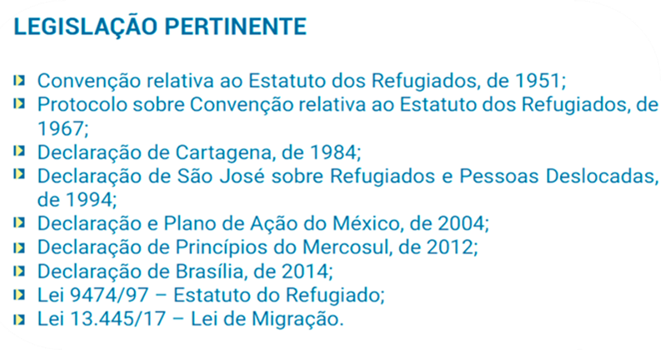 LEGISLAÇÃO PERTINENTE
Convenção relativa ao Estatuto dos Refugiados, de 1951;
Protocolo sobre Convenção relativa ao Estatuto dos Refugiados, de
1967;
Declaração de Cartagena, de 1984;
Declaração de São José sobre Refugiados e Pessoas Deslocadas,
de 1994;
Declaração e Plano de Ação do México, de 2004;
Declaração de Princípios do Mercosul, de 2012;
Declaração de Brasília, de 2014;
Lei 9474/97 – Estatuto do Refugiado;
Lei 13.445/17 – Lei de Migração.